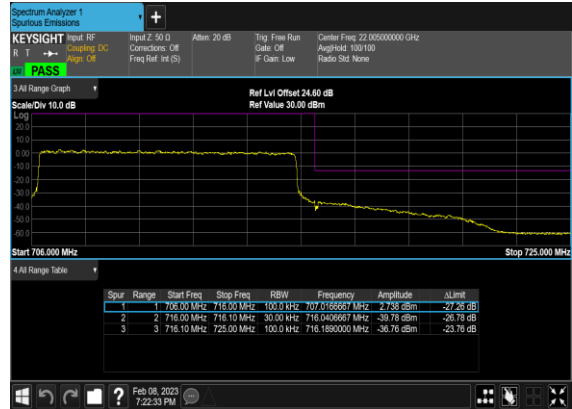 Spectrum Analyzer 1
Spurious Emissions
+
KEYSIGHT Input: RF
R T Coupling: DC
Align: Off
Input Z: 50 Ω
Corrections: Off
Freq Ref: Int (S)
Atten: 20 dB
Trig: Free Run
Gate: Off
IF Gain: Low
Center Freq: 22.005000000 GHz
Avg|Hold: 100/100
Radio Std: None
PASS
3 All Range Graph
Ref Lvl Offset 24.60 dB
Scale/Div 10.0 dB
Ref Value 30.00 dBm
Log
20.0
10.0
0.00
-10.0
-20.0
-30.0
-40.0
-50.0
-60.0
Start 706.000 MHz
Stop 725.000 MHz
4 All Range Table
Spur Range Start Freq Stop Freq RBW Frequency Amplitude ΔLimit
1 1 706.00 MHz 716.00 MHz 100.0 kHz 707.0166667 MHz 2.738 dBm -27.26 dB
2 2 716.00 MHz 716.10 MHz 30.00 kHz 716.0406667 MHz -39.78 dBm -26.78 dB
3 3 716.10 MHz 725.00 MHz 100.0 kHz 716.1890000 MHz -36.76 dBm -23.76 dB
?
Feb 08, 2023
7:22:33 PM